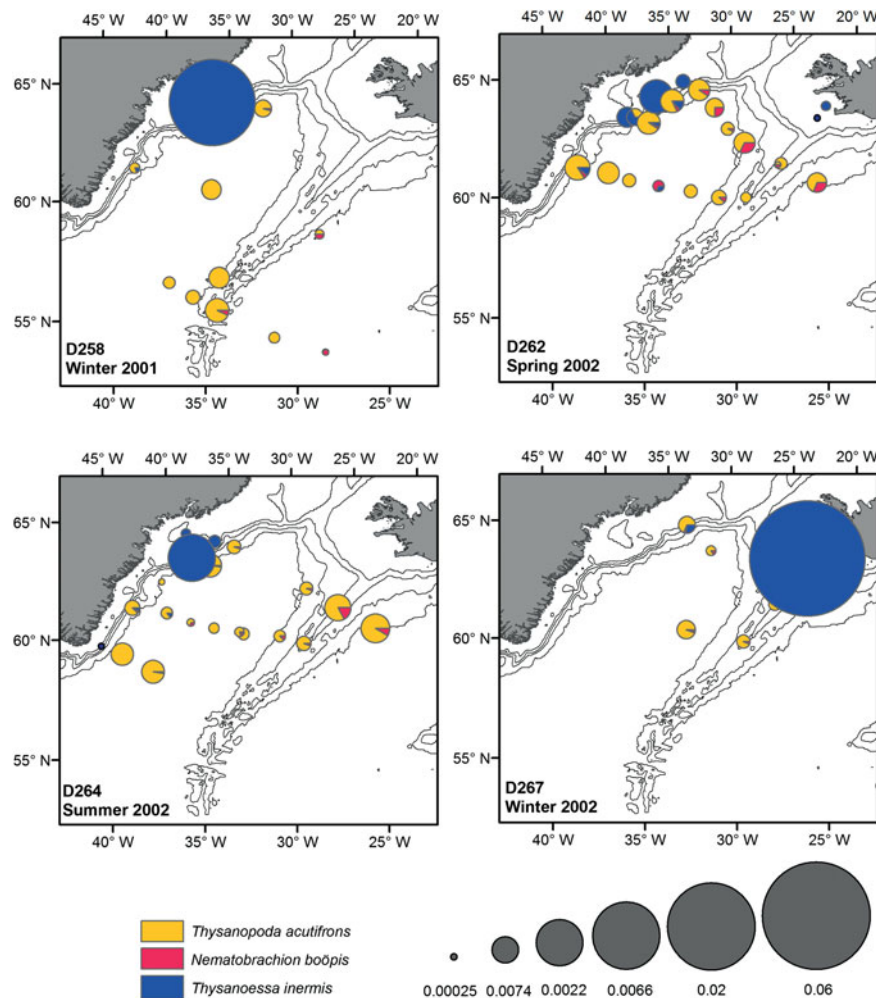 45° W 40° W 35° W 30° W 25° W 20° W
65° N
60° N
55° N
D258
Winter 2001
40° W 35° W 30° W 25° W
45° W 40° W 35° W 30° W 25° W 20° W
65° N
60° N
55° N
D262
Spring 2002
40° W 35° W 30° W 25° W
45° W 40° W 35° W 30° W 25° W 20° W
65° N
60° N
55° N
D264
Summer 2002
40° W 35° W 30° W 25° W
45° W 40° W 35° W 30° W 25° W 20° W
65° N
60° N
55° N
D267
Winter 2002
40° W 35° W 30° W 25° W
Thysanopoda acutifrons
Nematobrachion boöpis
Thysanoessa inermis
0.00025 0.0074 0.0022 0.0066 0.02 0.06